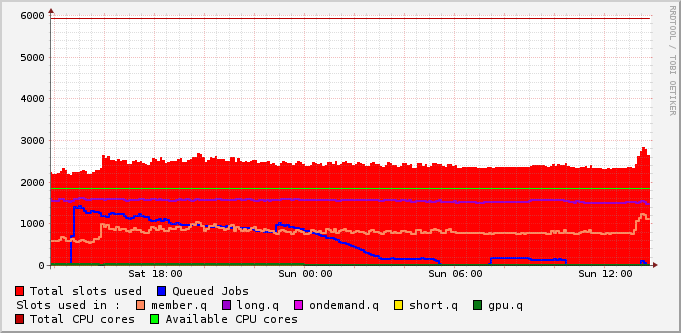 RRDTOOL / TOBI OETIKER
6000
5000
4000
3000
2000
1000
0
Sat 18:00 Sun 00:00 Sun 06:00 Sun 12:00
Total slots used Queued Jobs
Slots used in : member.q long.q ondemand.q short.q gpu.q
Total CPU cores Available CPU cores